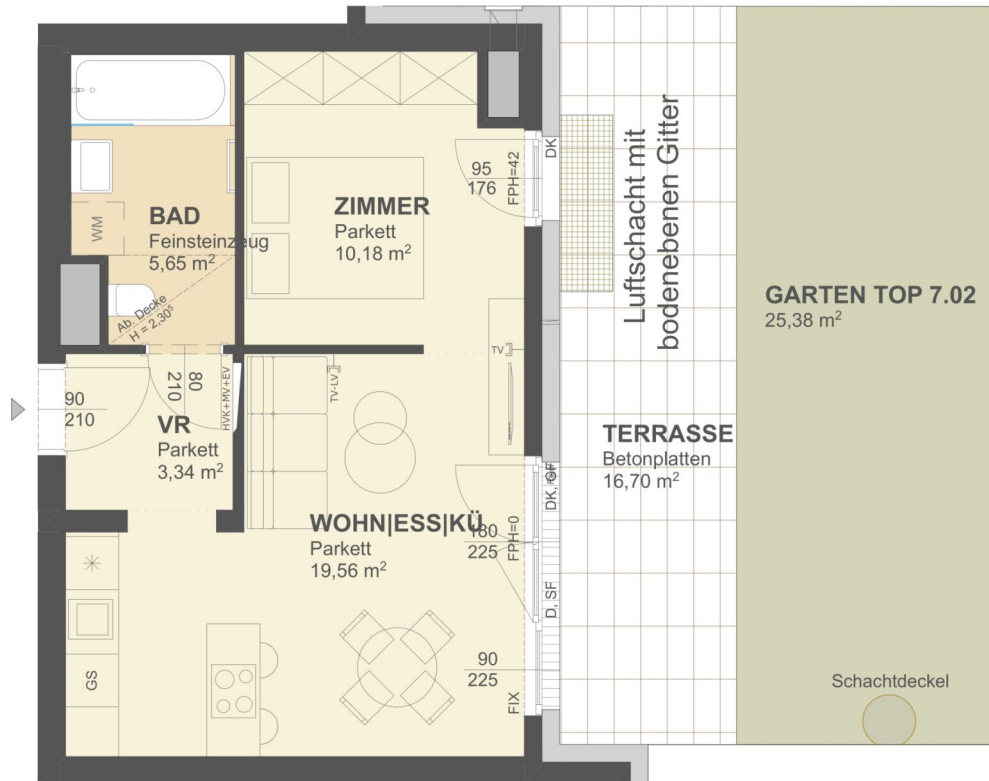 WM
BAD
Feinsteinzeug
5,65 m²
Ab. Decke
H = 2,30⁵
ZIMMER
Parkett
10,18 m²
95
176
FPH=42
DK
Luftschacht mit
bodenebenen Gitter
GARTEN TOP 7.02
25,38 m²
90
210
80
210
HVK+MV+EV
VR
Parkett
3,34 m²
TV-LV
TV
TERRASSE
Betonplatten
16,70 m²
WOHN|ESS|KÜ
Parkett
19,56 m²
180
225
FPH=0
DK, GF
D, SF
GS
90
225
FIX
Schachtdeckel